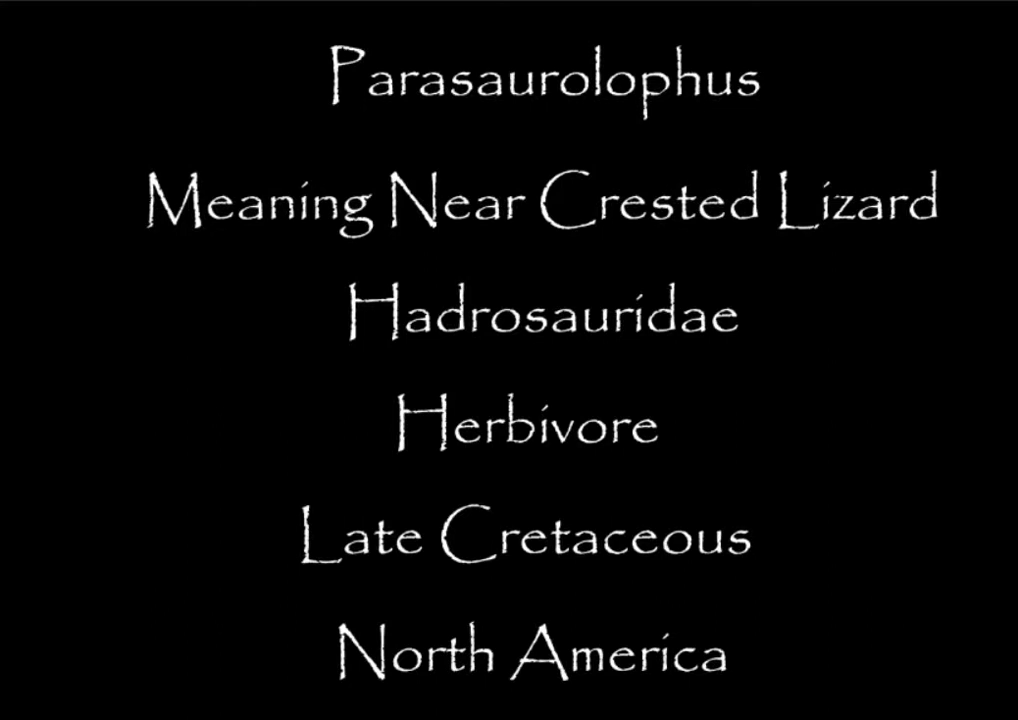 Parasaurolophus
Meaning Near Crested Lizard
Hadrosauridae
Herbivore
Late Cretaceous
North America